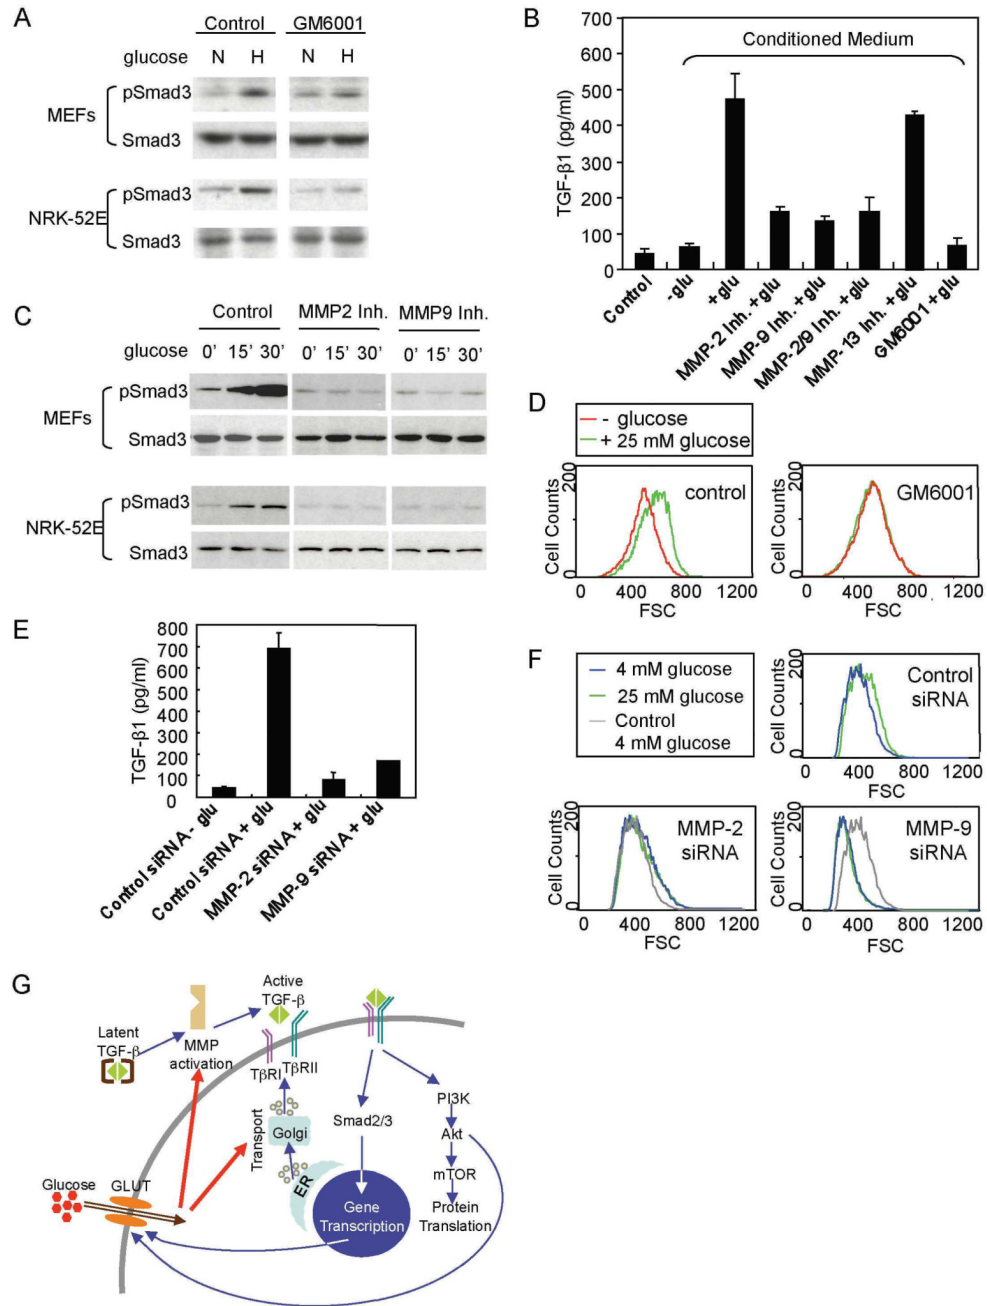 A
Control GM6001
glucose N H N H
MEFs
pSmad3
Smad3
NRK-52E
pSmad3
Smad3
B
TGF-β1 (pg/ml)
700
600
500
400
300
200
100
0
Conditioned Medium
Control
-glu
+glu
MMP-2 Inh. +glu
MMP-9 Inh. +glu
MMP-2/9 Inh. +glu
MMP-13 Inh. +glu
GM6001 +glu
C
Control MMP2 Inh. MMP9 Inh.
glucose 0' 15' 30' 0' 15' 30' 0' 15' 30'
MEFs
pSmad3
Smad3
NRK-52E
pSmad3
Smad3
D
- glucose
+ 25 mM glucose
Cell Counts
200
0
control
0 400 800 1200
FSC
Cell Counts
200
0
GM6001
0 400 800 1200
FSC
E
TGF-β1 (pg/ml)
800
700
600
500
400
300
200
100
0
Control siRNA - glu
Control siRNA + glu
MMP-2 siRNA + glu
MMP-9 siRNA + glu
F
4 mM glucose
25 mM glucose
Control
4 mM glucose
Cell Counts
200
0
Control
siRNA
0 400 800 1200
FSC
Cell Counts
200
0
MMP-2
siRNA
0 400 800 1200
FSC
Cell Counts
200
0
MMP-9
siRNA
0 400 800 1200
FSC
G
Latent
TGF-β
MMP
activation
Active
TGF-β
TβRI
TβRII
Transport
Golgi
ER
Smad2/3
Gene
Transcription
PI3K
Akt
mTOR
Protein
Translation
Glucose
GLUT